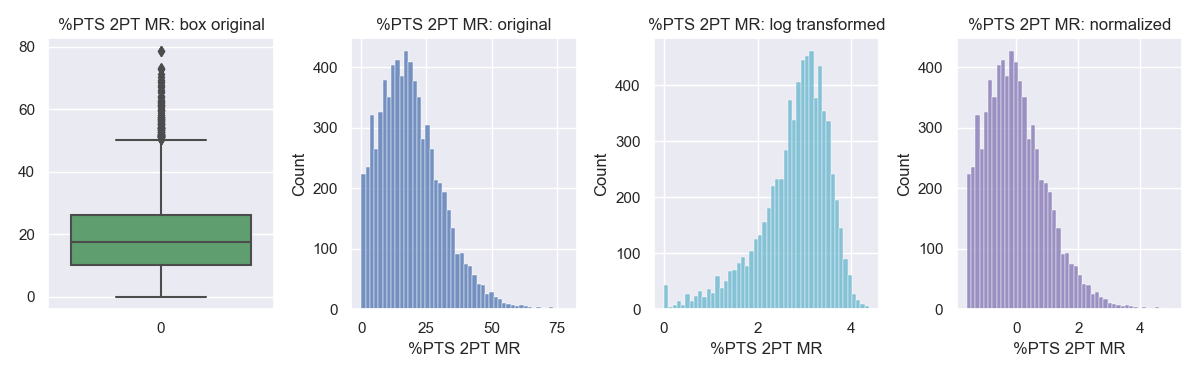 %PTS 2PT MR: box original
80
60
40
20
0
0
%PTS 2PT MR: original
Count
400
300
200
100
0
0 25 50 75
%PTS 2PT MR
%PTS 2PT MR: log transformed
Count
400
300
200
100
0
0 2 4
%PTS 2PT MR
%PTS 2PT MR: normalized
Count
400
300
200
100
0
0 2 4
%PTS 2PT MR